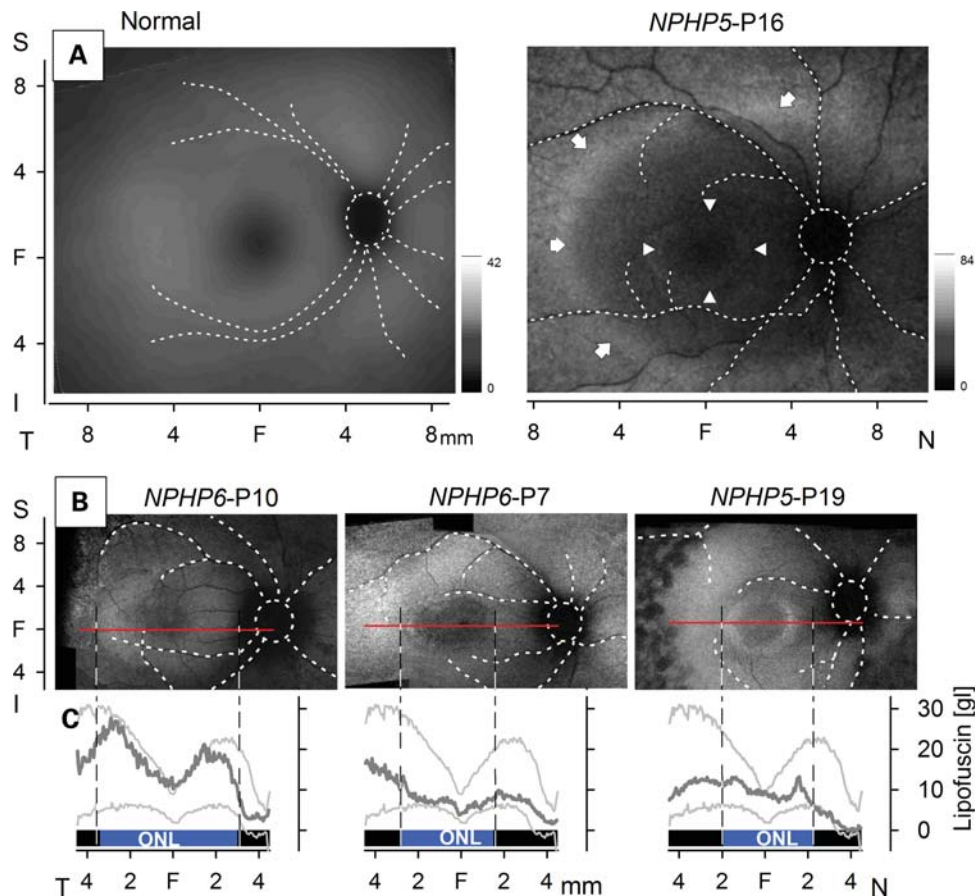 Normal
NPHP5-P16
A
S
8
4
F
4
I
42
0
84
0
T 8 4 F 4 8 mm
8 4 F 4 8 N
B
NPHP6-P10 NPHP6-P7 NPHP5-P19
S
8
4
F
4
I
C
ONL ONL ONL
30
20
10
0
Lipofuscin [gl]
T 4 2 F 2 4
4 2 F 2 4 mm
4 2 F 2 4 N